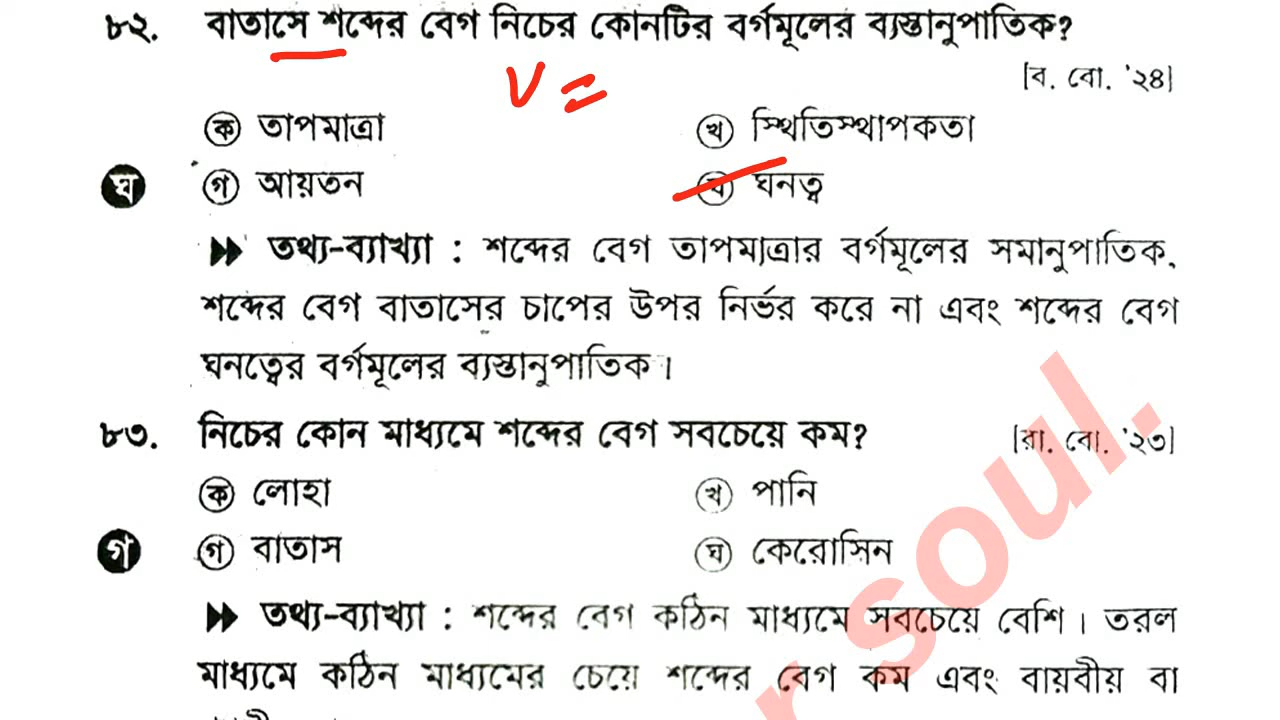 ৮২. বাতাসে শব্দের বেগ নিচের কোনটির বর্গমূলের ব্যস্তানুপাতিক?
[ব. বো. '২৪]
V =
ক তাপমাত্রা খ স্থিতিস্থাপকতা
ঘ গ আয়তন ঘ ঘনত্ব
তথ্য-ব্যাখ্যা : শব্দের বেগ তাপমাত্রার বর্গমূলের সমানুপাতিক,
শব্দের বেগ বাতাসের চাপের উপর নির্ভর করে না এবং শব্দের বেগ
ঘনত্বের বর্গমূলের ব্যস্তানুপাতিক।
৮৩. নিচের কোন মাধ্যমে শব্দের বেগ সবচেয়ে কম? [রা. বো. '২৩]
ক লোহা খ পানি
গ গ বাতাস ঘ কেরোসিন
তথ্য-ব্যাখ্যা : শব্দের বেগ কঠিন মাধ্যমে সবচেয়ে বেশি। তরল
মাধ্যমে কঠিন মাধ্যমের চেয়ে শব্দের বেগ কম এবং বায়বীয় বা
r soul.